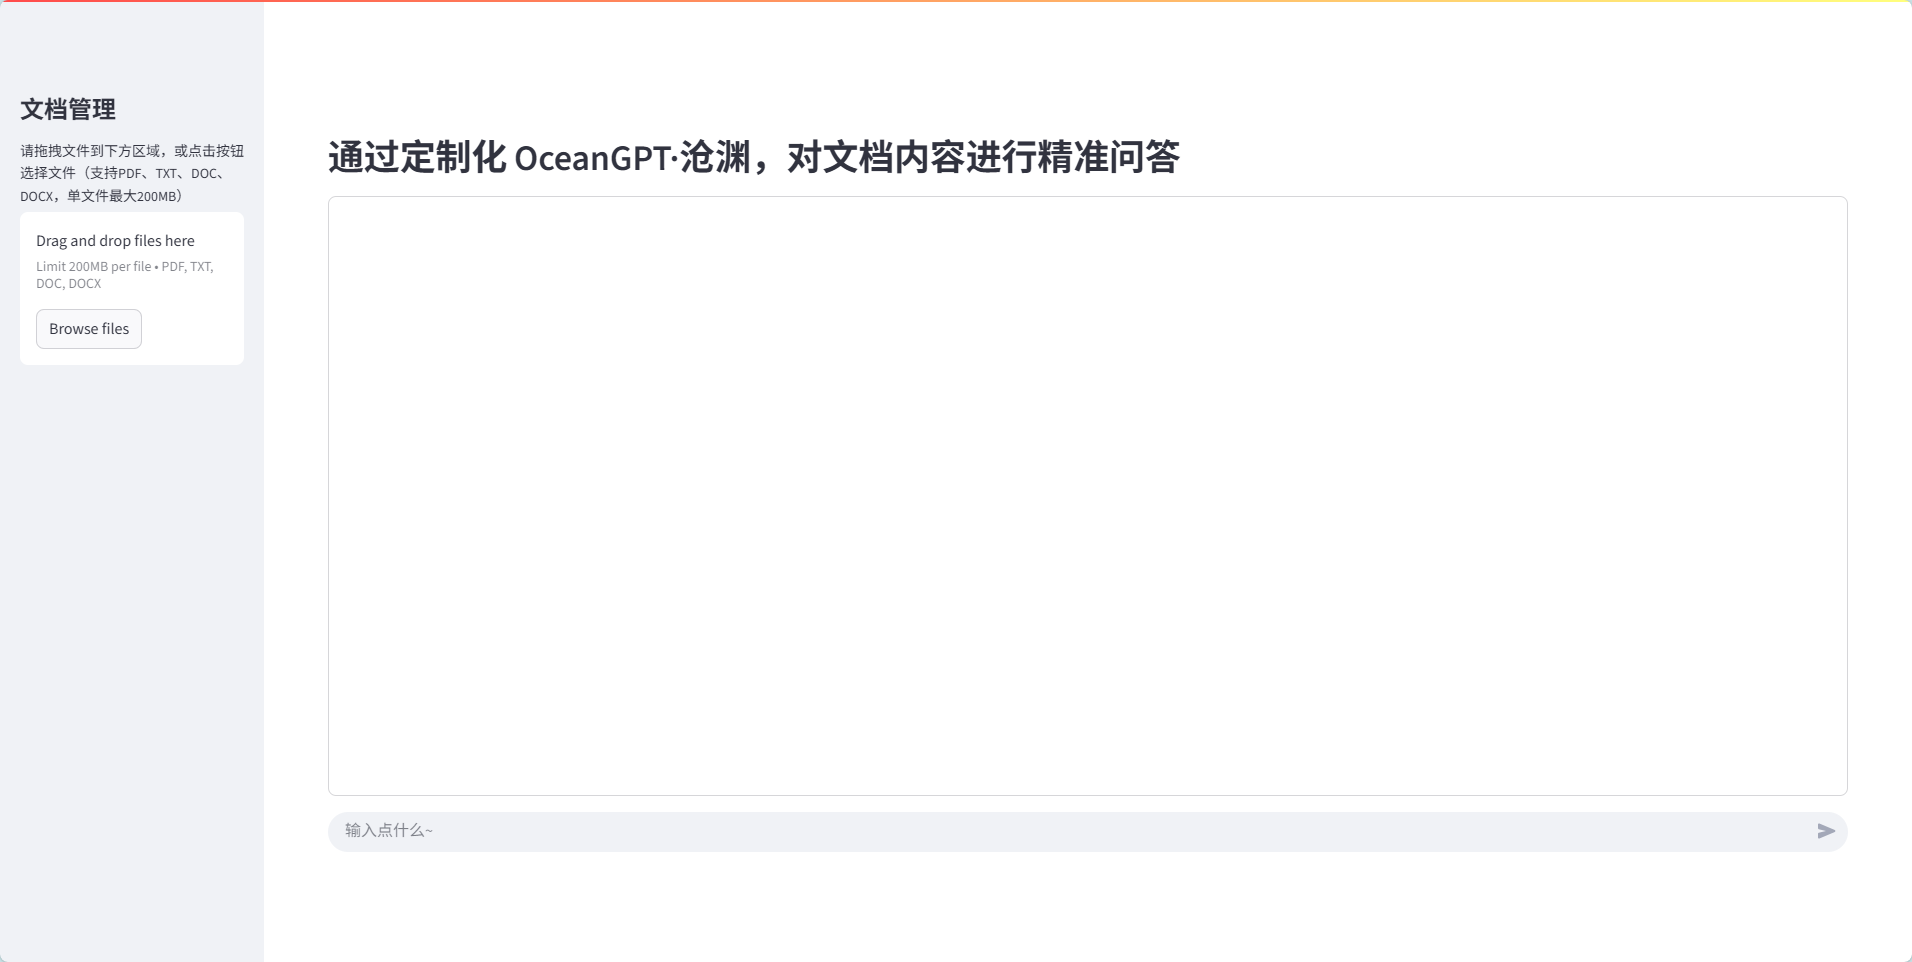 文档管理
请拖拽文件到下方区域，或点击按钮
选择文件（支持PDF、TXT、DOC、
DOCX，单文件最大200MB）
Drag and drop files here
Limit 200MB per file • PDF, TXT,
DOC, DOCX
Browse files
通过定制化 OceanGPT·沧渊，对文档内容进行精准问答
输入点什么~